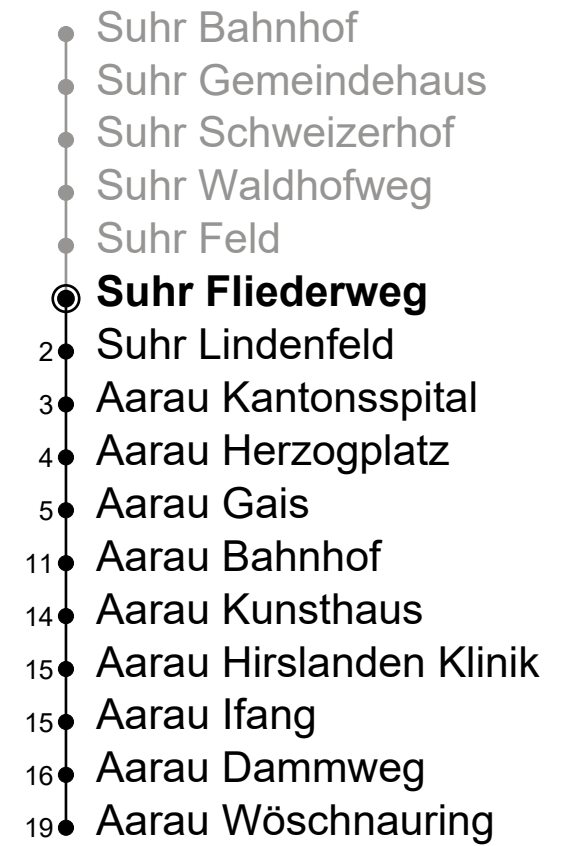 Suhr Bahnhof
Suhr Gemeindehaus
Suhr Schweizerhof
Suhr Waldhofweg
Suhr Feld
Suhr Fliederweg
2 Suhr Lindenfeld
3 Aarau Kantonsspital
4 Aarau Herzogplatz
5 Aarau Gais
11 Aarau Bahnhof
14 Aarau Kunsthaus
15 Aarau Hirslanden Klinik
15 Aarau Ifang
16 Aarau Dammweg
19 Aarau Wöschnauring